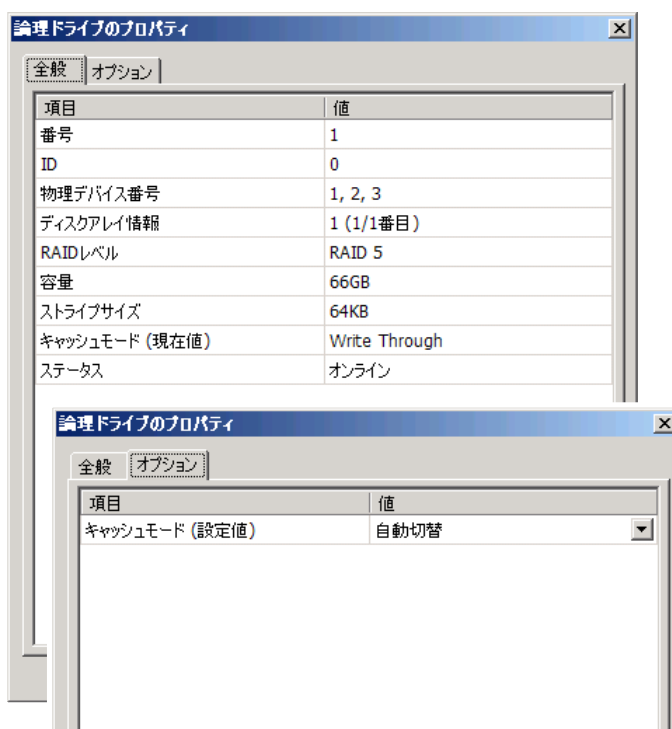 論理ドライブのプロパティ
全般 オプション
項目 値
番号 1
ID 0
物理デバイス番号 1, 2, 3
ディスクアレイ情報 1 (1/1番目)
RAIDレベル RAID 5
容量 66GB
ストライプサイズ 64KB
キャッシュモード (現在値) Write Through
ステータス オンライン
論理ドライブのプロパティ
全般 オプション
項目 値
キャッシュモード (設定値) 自動切替